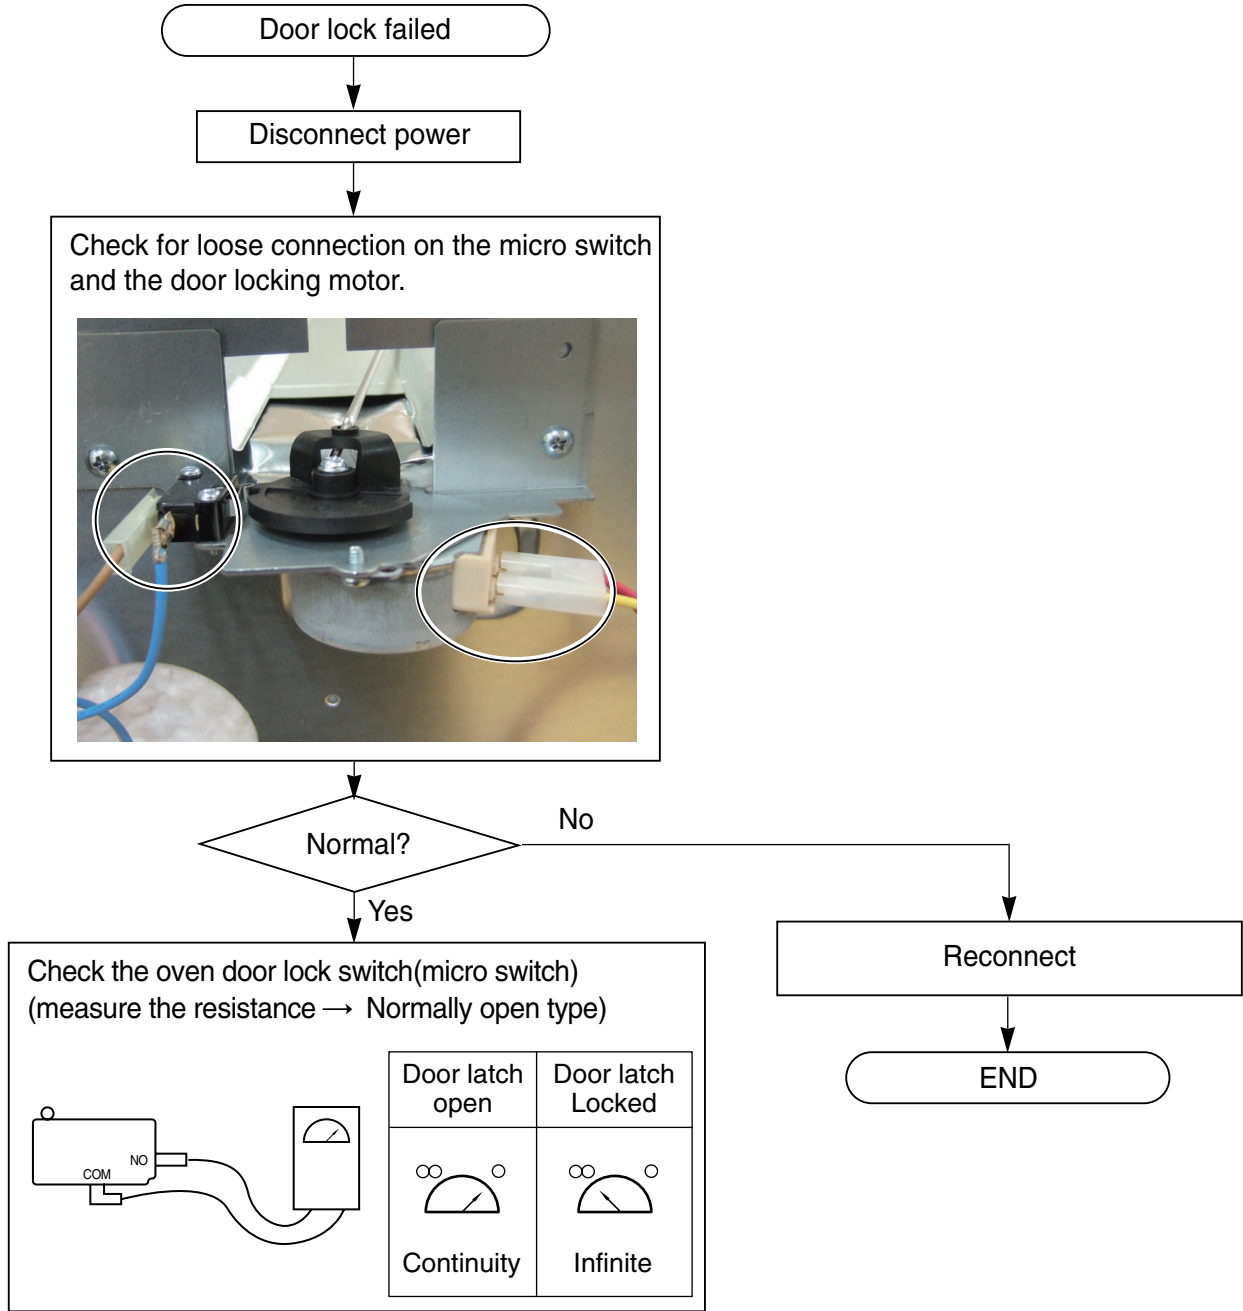 Door lock failed
Disconnect power
Check for loose connection on the micro switch
and the door locking motor.
Normal?
No
Yes
Reconnect
END
Check the oven door lock switch(micro switch)
(measure the resistance → Normally open type)
NO
COM
Door latch
open
Door latch
Locked
Continuity
Infinite